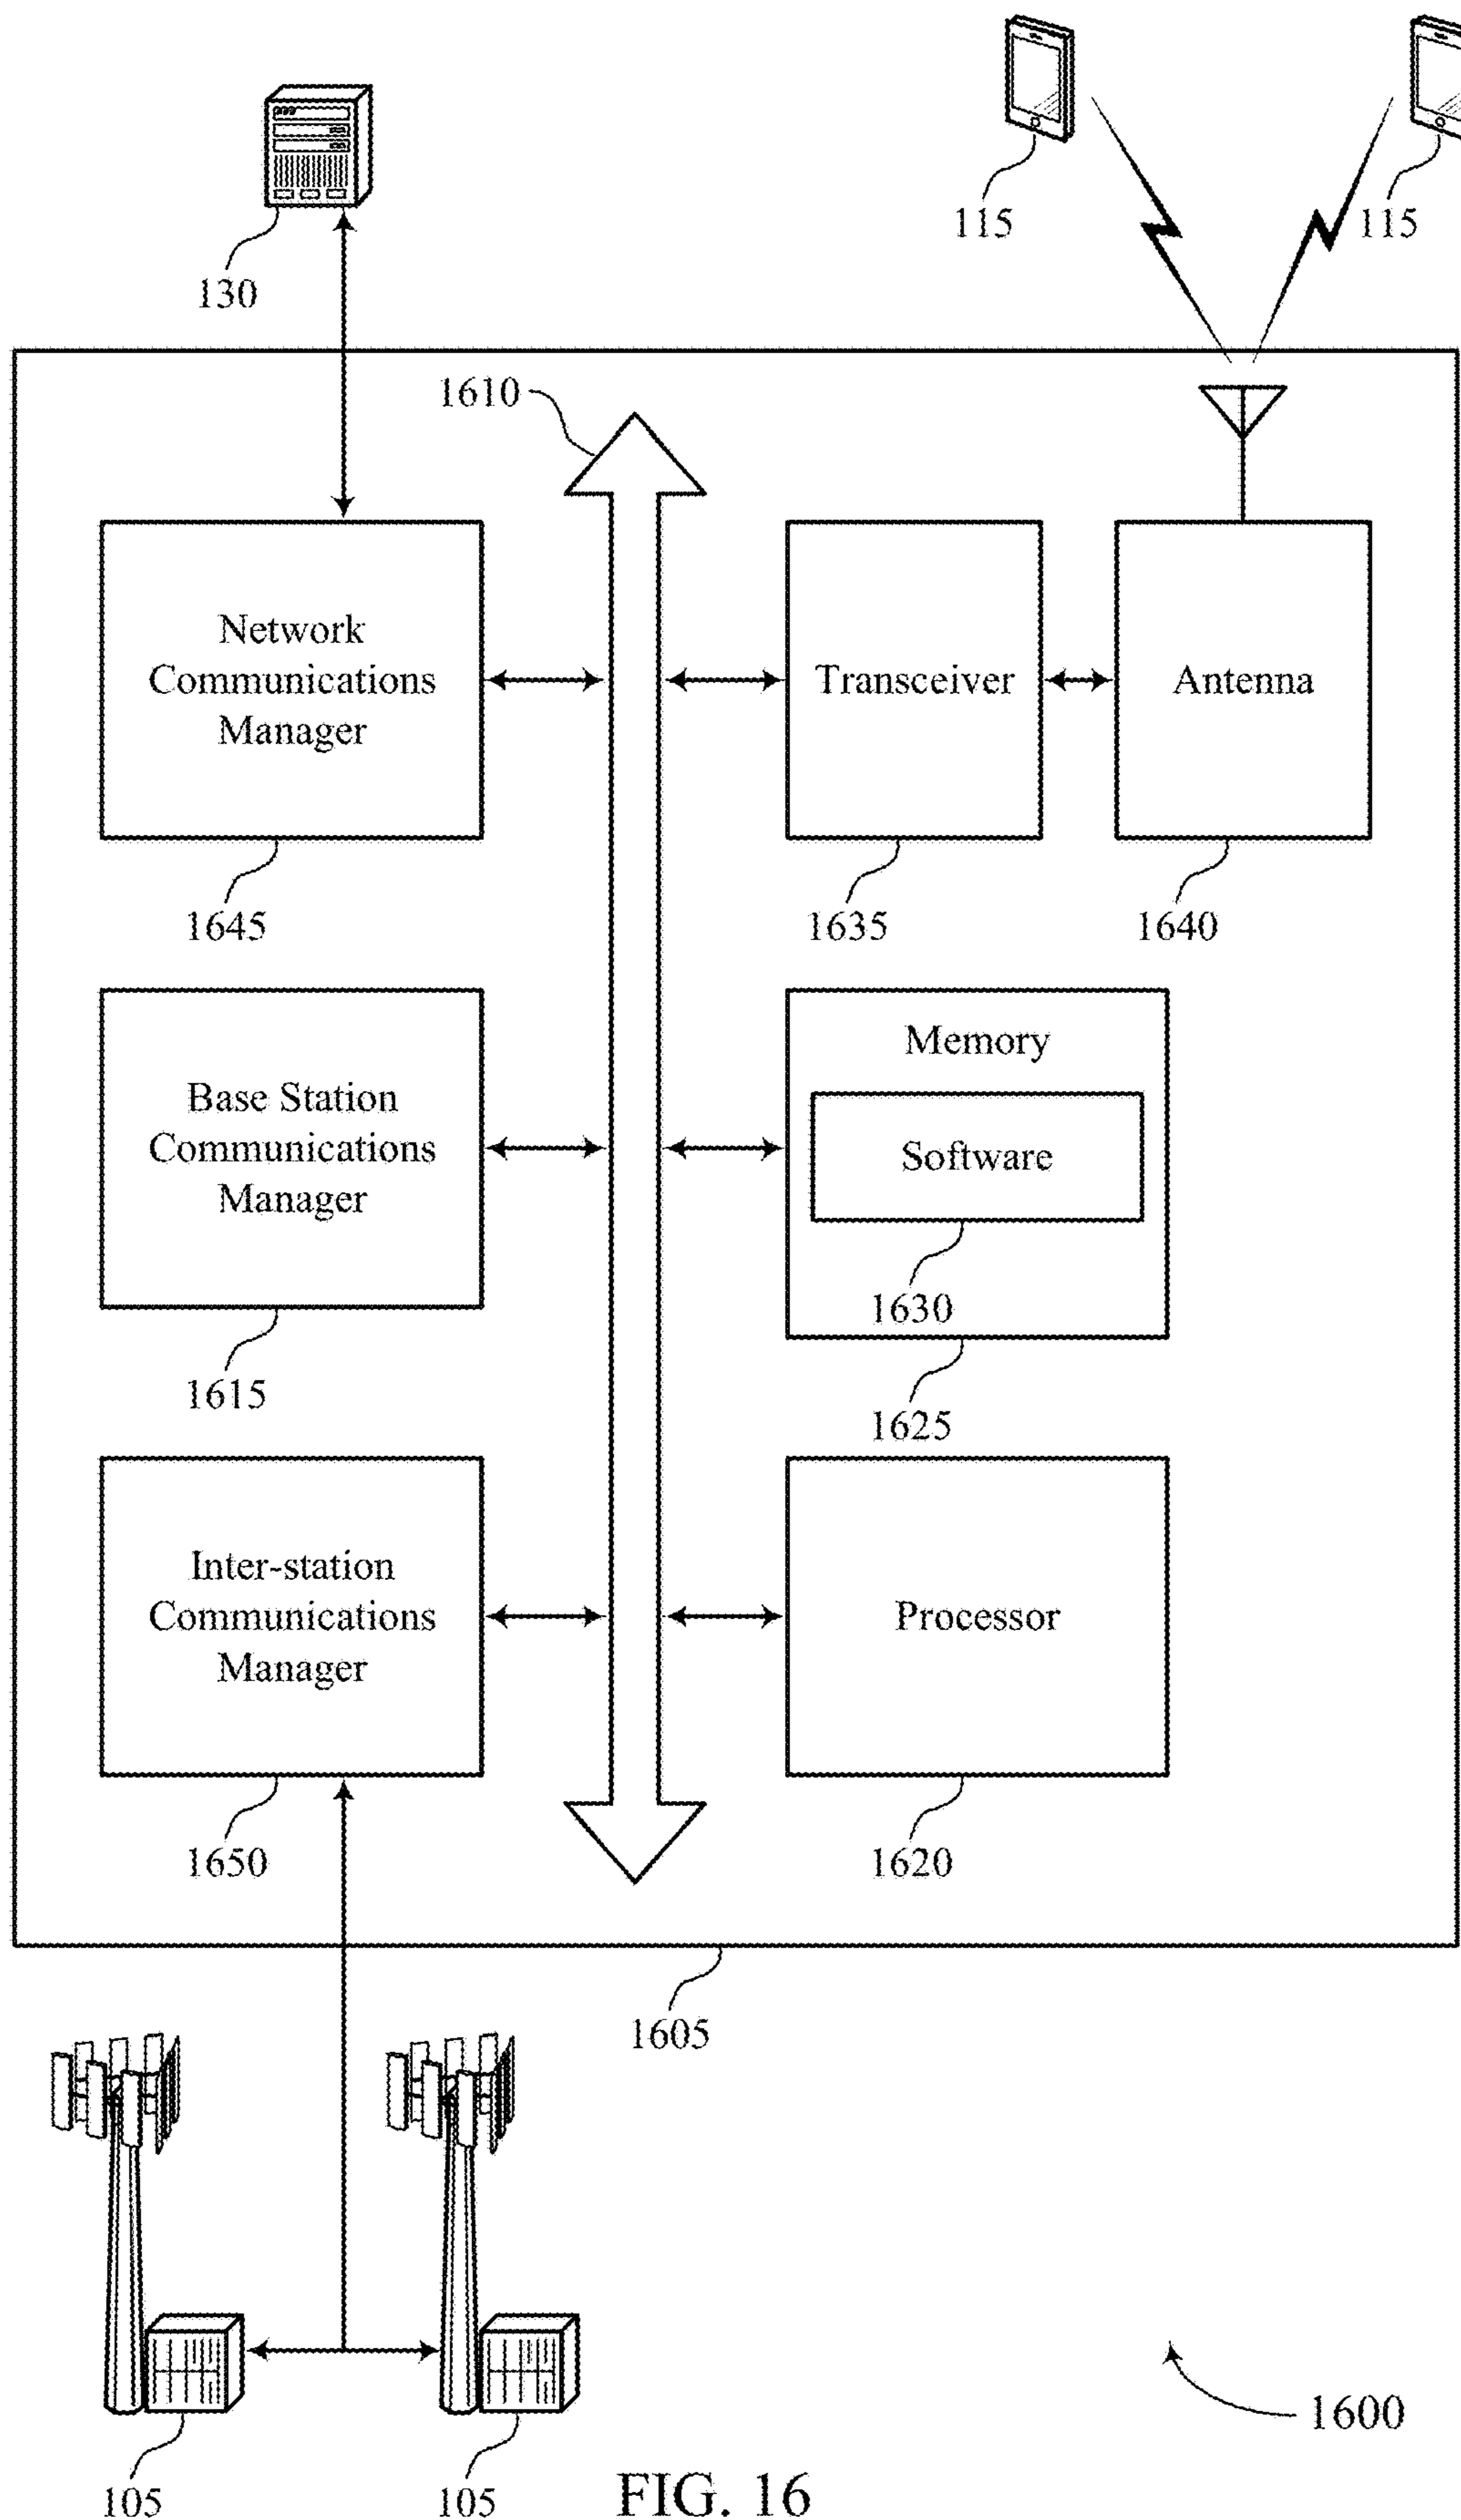 115
115
130
1610
Network
Communications
Manager
Transceiver
Antenna
1645
1635
1640
Base Station
Communications
Manager
Memory
Software
1630
1615
1625
Inter-station
Communications
Manager
Processor
1650
1620
1605
1600
105
105
FIG. 16